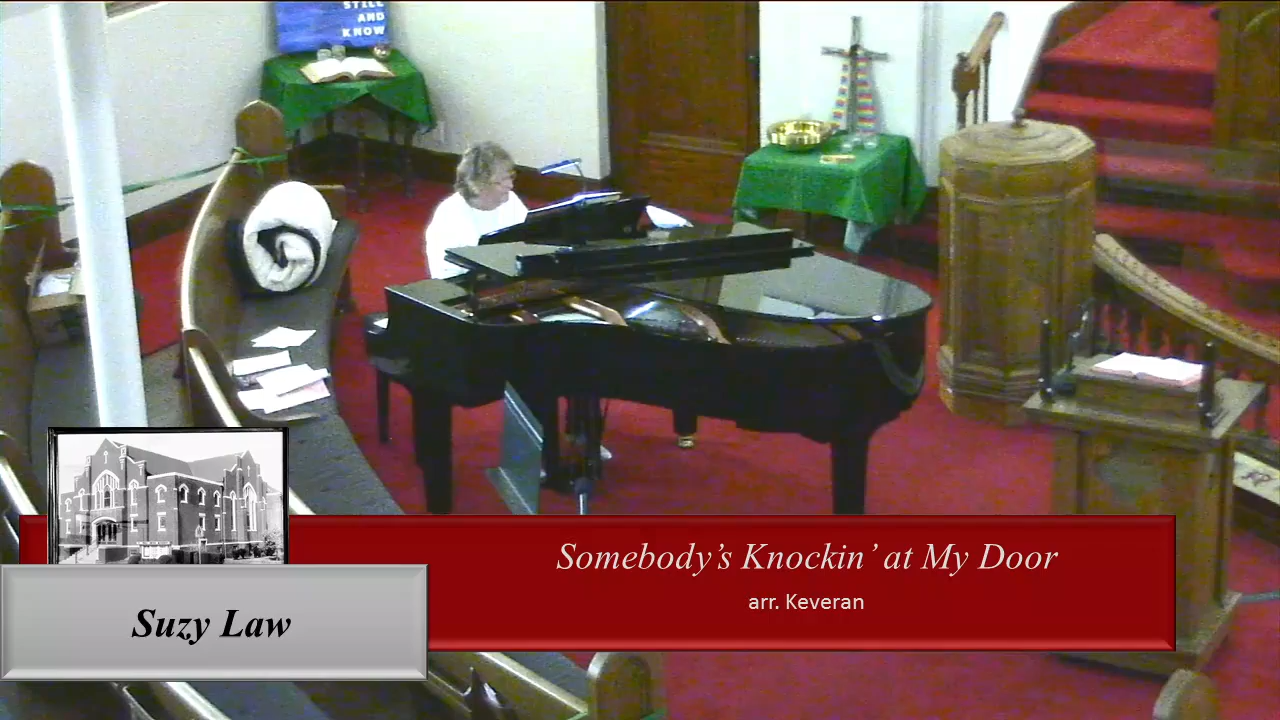 STILL
AND
KNOW
Somebody’s Knockin’ at My Door
arr. Keveran
Suzy Law